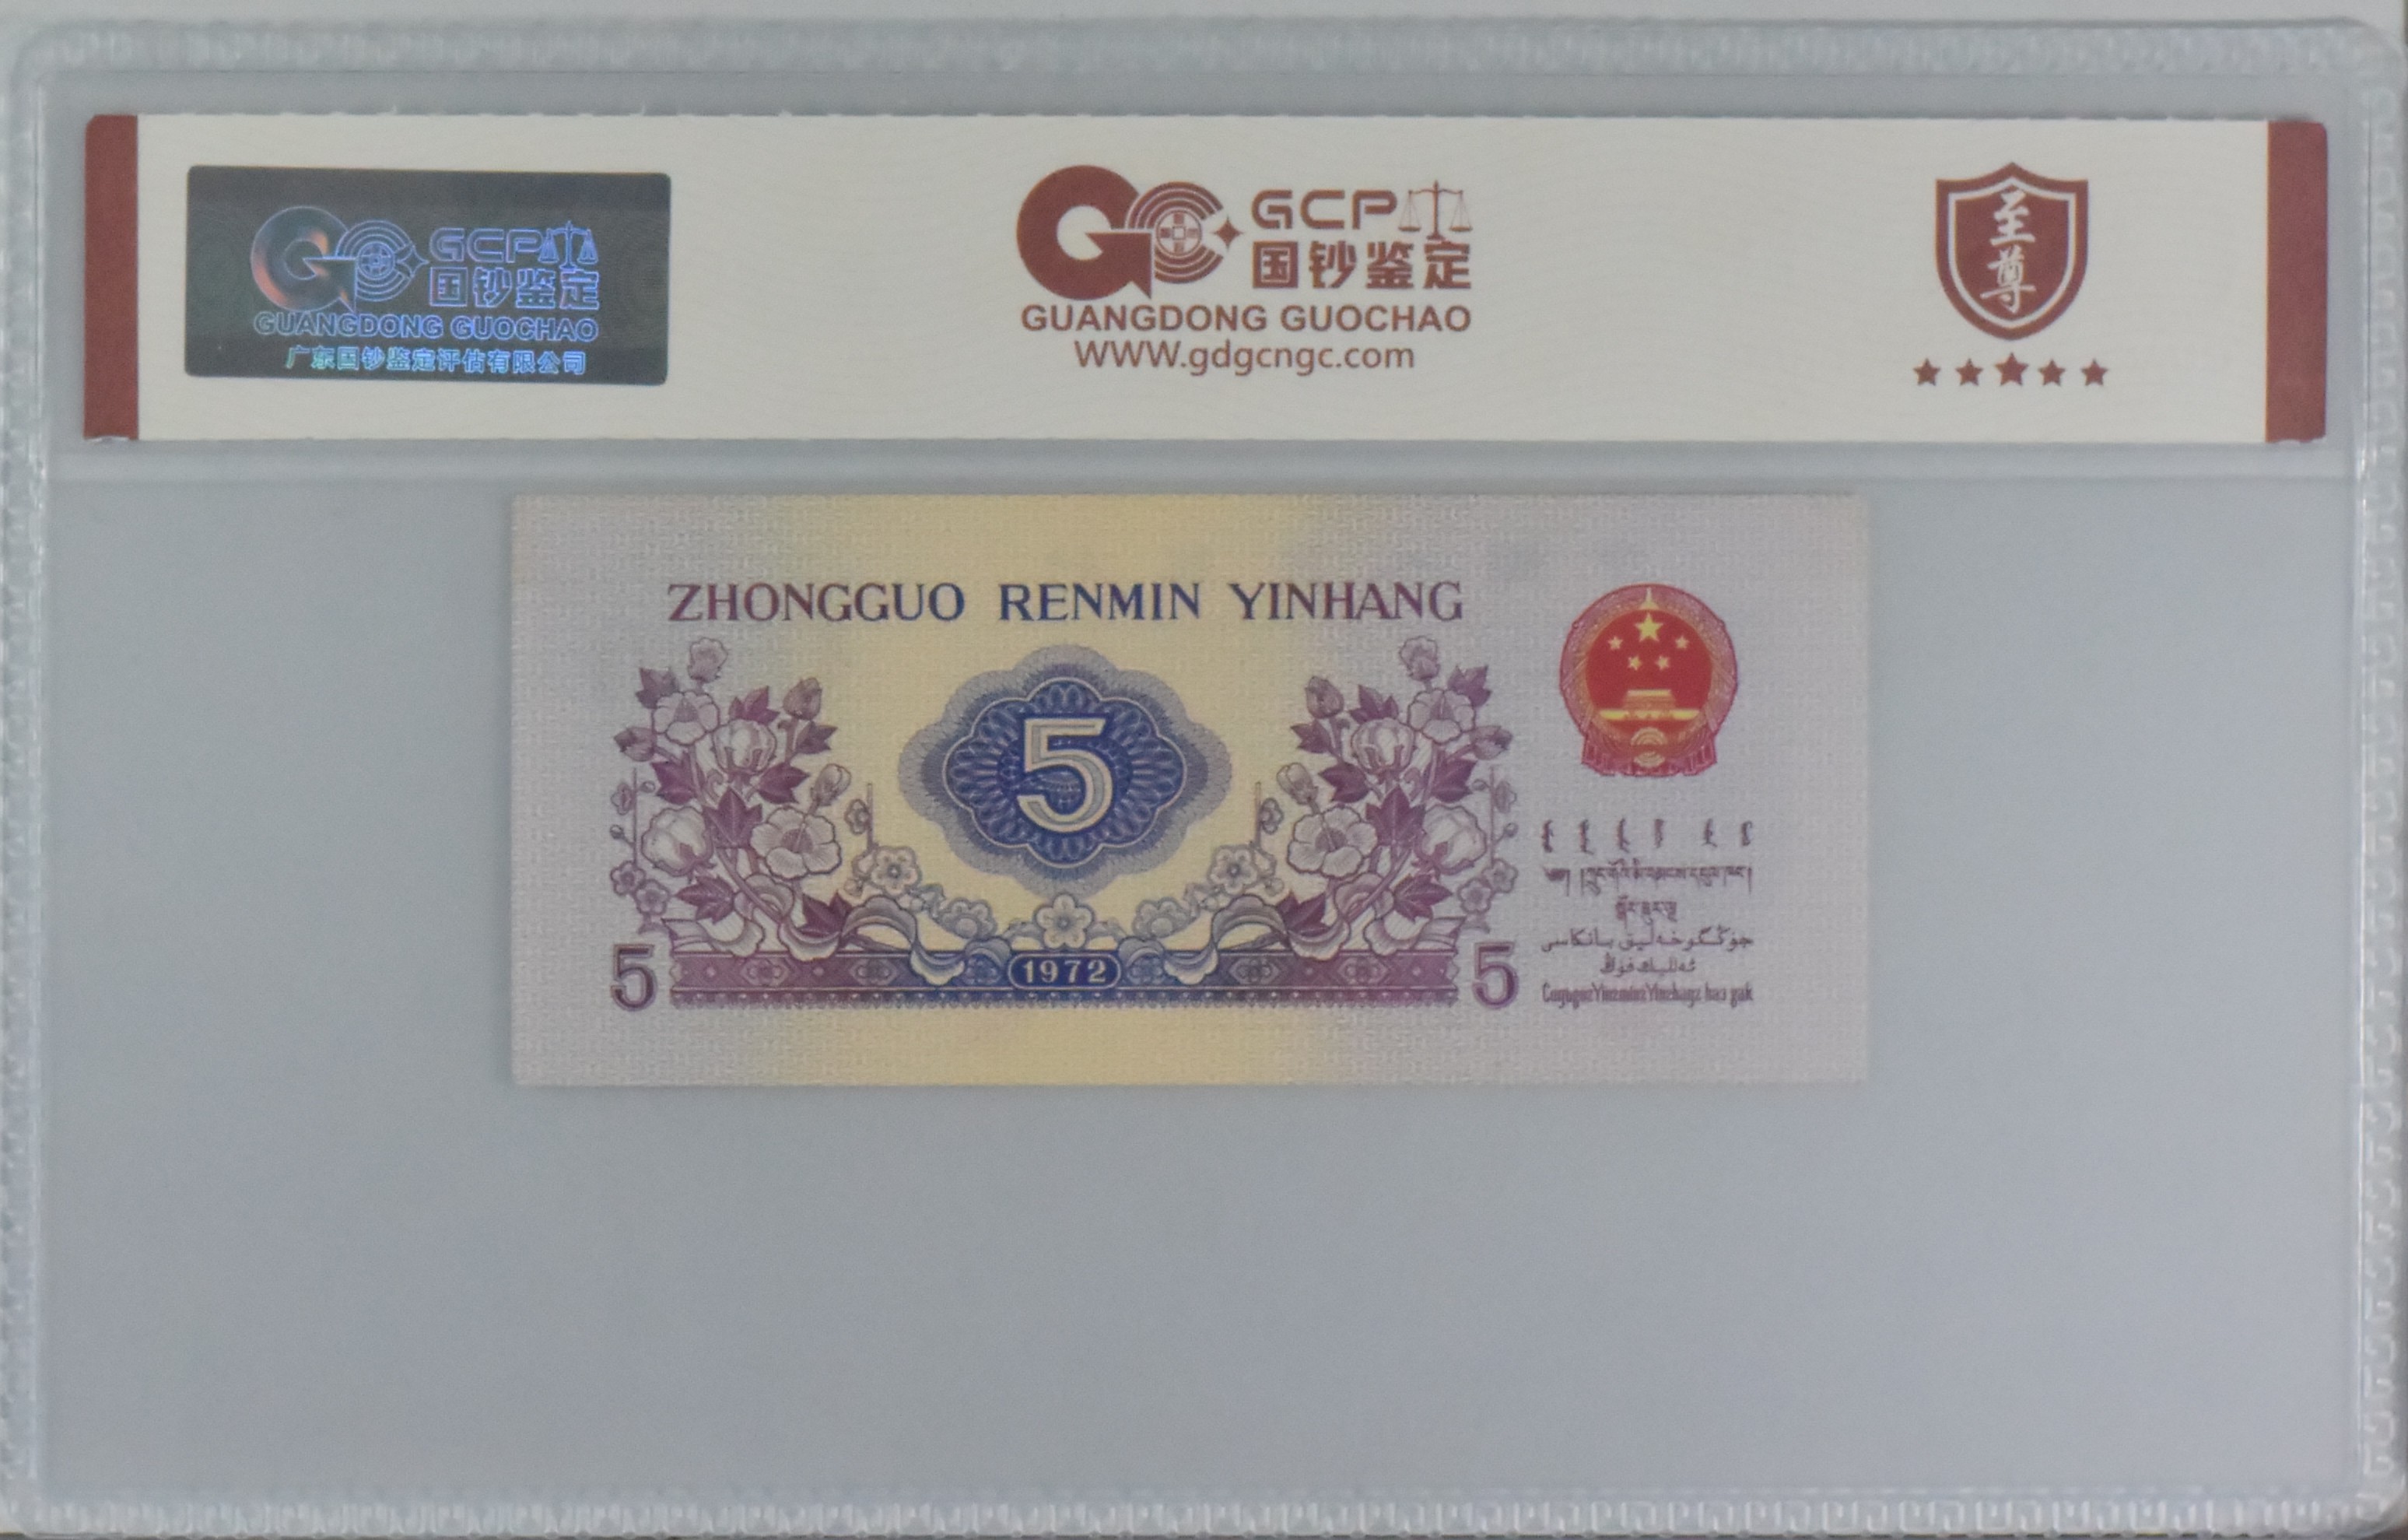 GCP
国钞鉴定
GUANGDONG GUOCHAO
广东国钞鉴定评估有限公司
GCP
国钞鉴定
GUANGDONG GUOCHAO
WWW.gdgcngc.com
至尊
ZHONGGUO RENMIN YINHANG
5
1972
5 5
جۇڭگوخەلىق بانكاسى